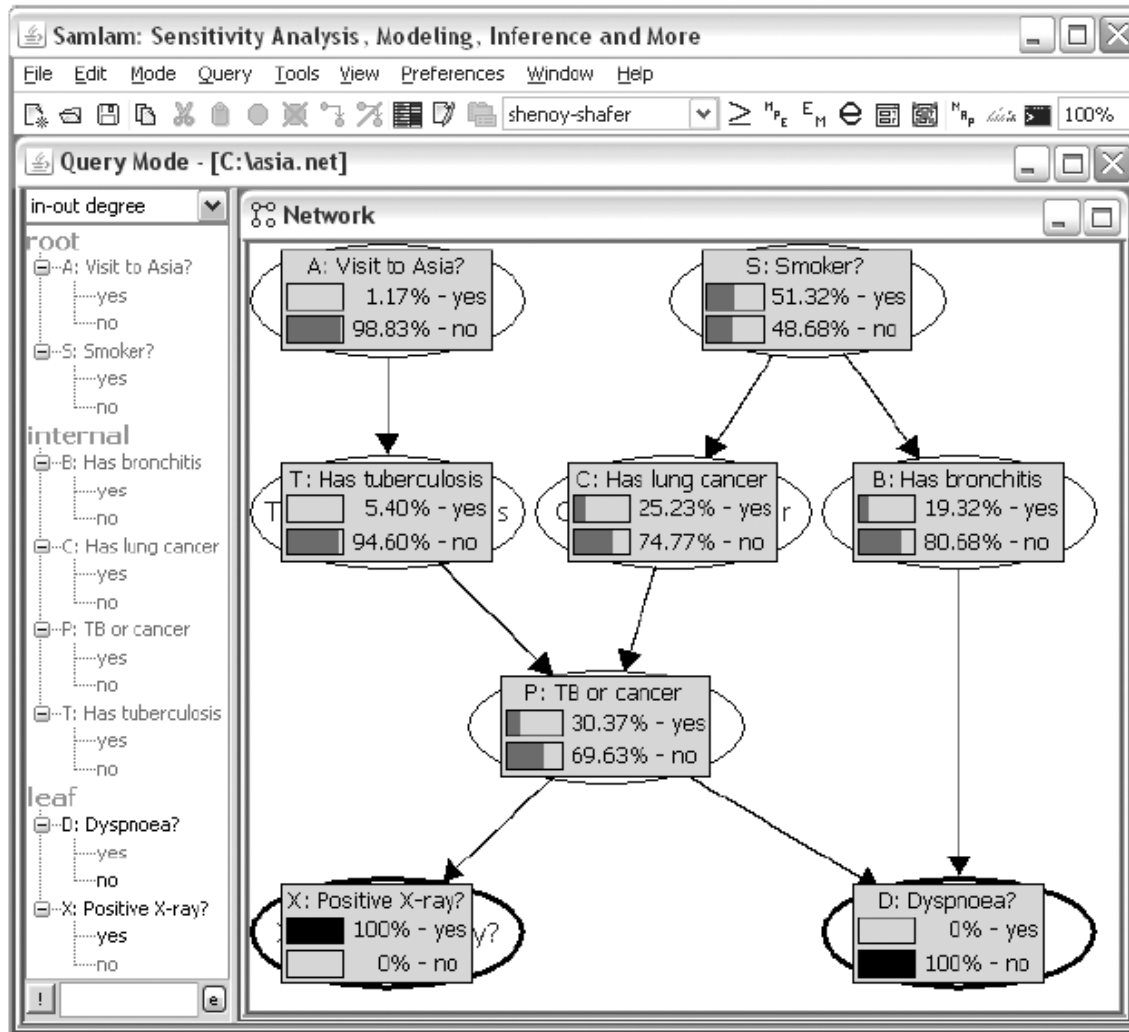 SamIam: Sensitivity Analysis, Modeling, Inference and More
File Edit Mode Query Tools View Preferences Window Help
shenoy-shafer
100%
Query Mode - [C:\asia.net]
in-out degree
root
A: Visit to Asia?
yes
no
S: Smoker?
yes
no
internal
B: Has bronchitis
yes
no
C: Has lung cancer
yes
no
P: TB or cancer
yes
no
T: Has tuberculosis
yes
no
leaf
D: Dyspnoea?
yes
no
X: Positive X-ray?
yes
no
!
e
Network
A: Visit to Asia?
1.17% - yes
98.83% - no
S: Smoker?
51.32% - yes
48.68% - no
T: Has tuberculosis
5.40% - yes
94.60% - no
C: Has lung cancer
25.23% - yes
74.77% - no
B: Has bronchitis
19.32% - yes
80.68% - no
P: TB or cancer
30.37% - yes
69.63% - no
X: Positive X-ray?
100% - yes
0% - no
D: Dyspnoea?
0% - yes
100% - no